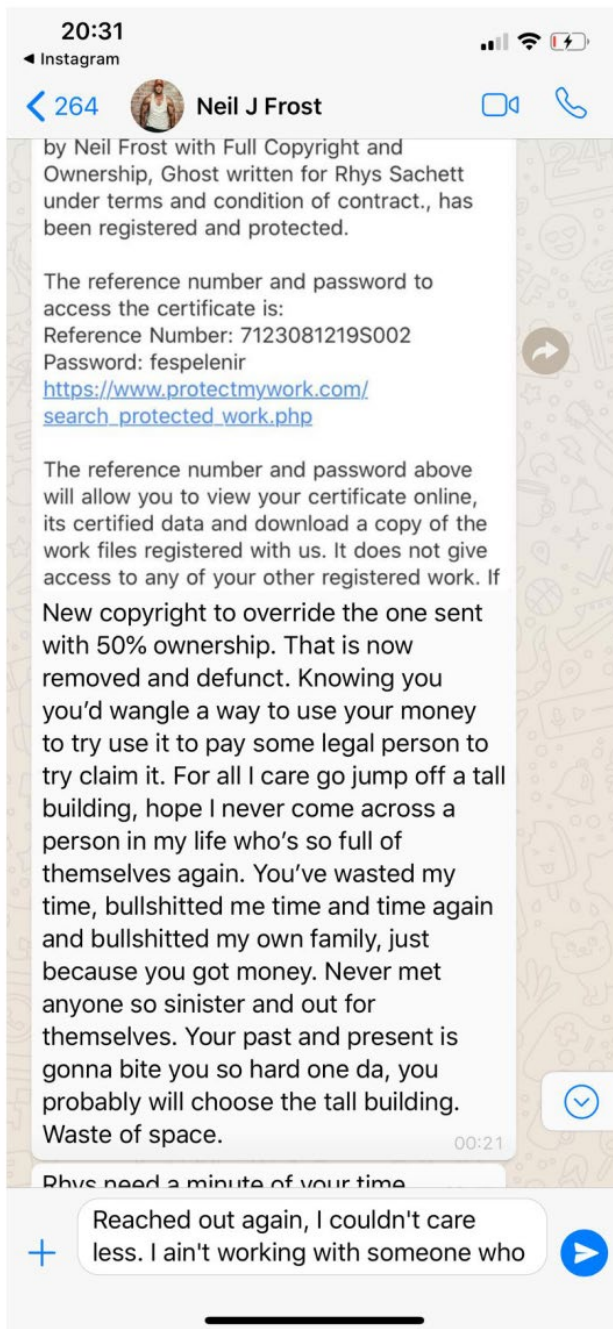 20:31
Instagram
264
Neil J Frost
by Neil Frost with Full Copyright and
Ownership, Ghost written for Rhys Sachett
under terms and condition of contract., has
been registered and protected.
The reference number and password to
access the certificate is:
Reference Number: 7123081219S002
Password: fespelenir
https://www.protectmywork.com/
search_protected_work.php
The reference number and password above
will allow you to view your certificate online,
its certified data and download a copy of the
work files registered with us. It does not give
access to any of your other registered work. If
New copyright to override the one sent
with 50% ownership. That is now
removed and defunct. Knowing you
you'd wangle a way to use your money
to try use it to pay some legal person to
try claim it. For all I care go jump off a tall
building, hope I never come across a
person in my life who's so full of
themselves again. You've wasted my
time, bullshitted me time and time again
and bullshitted my own family, just
because you got money. Never met
anyone so sinister and out for
themselves. Your past and present is
gonna bite you so hard one da, you
probably will choose the tall building.
Waste of space.
00:21
Rhys need a minute of your time
Reached out again, I couldn't care
less. I ain't working with someone who